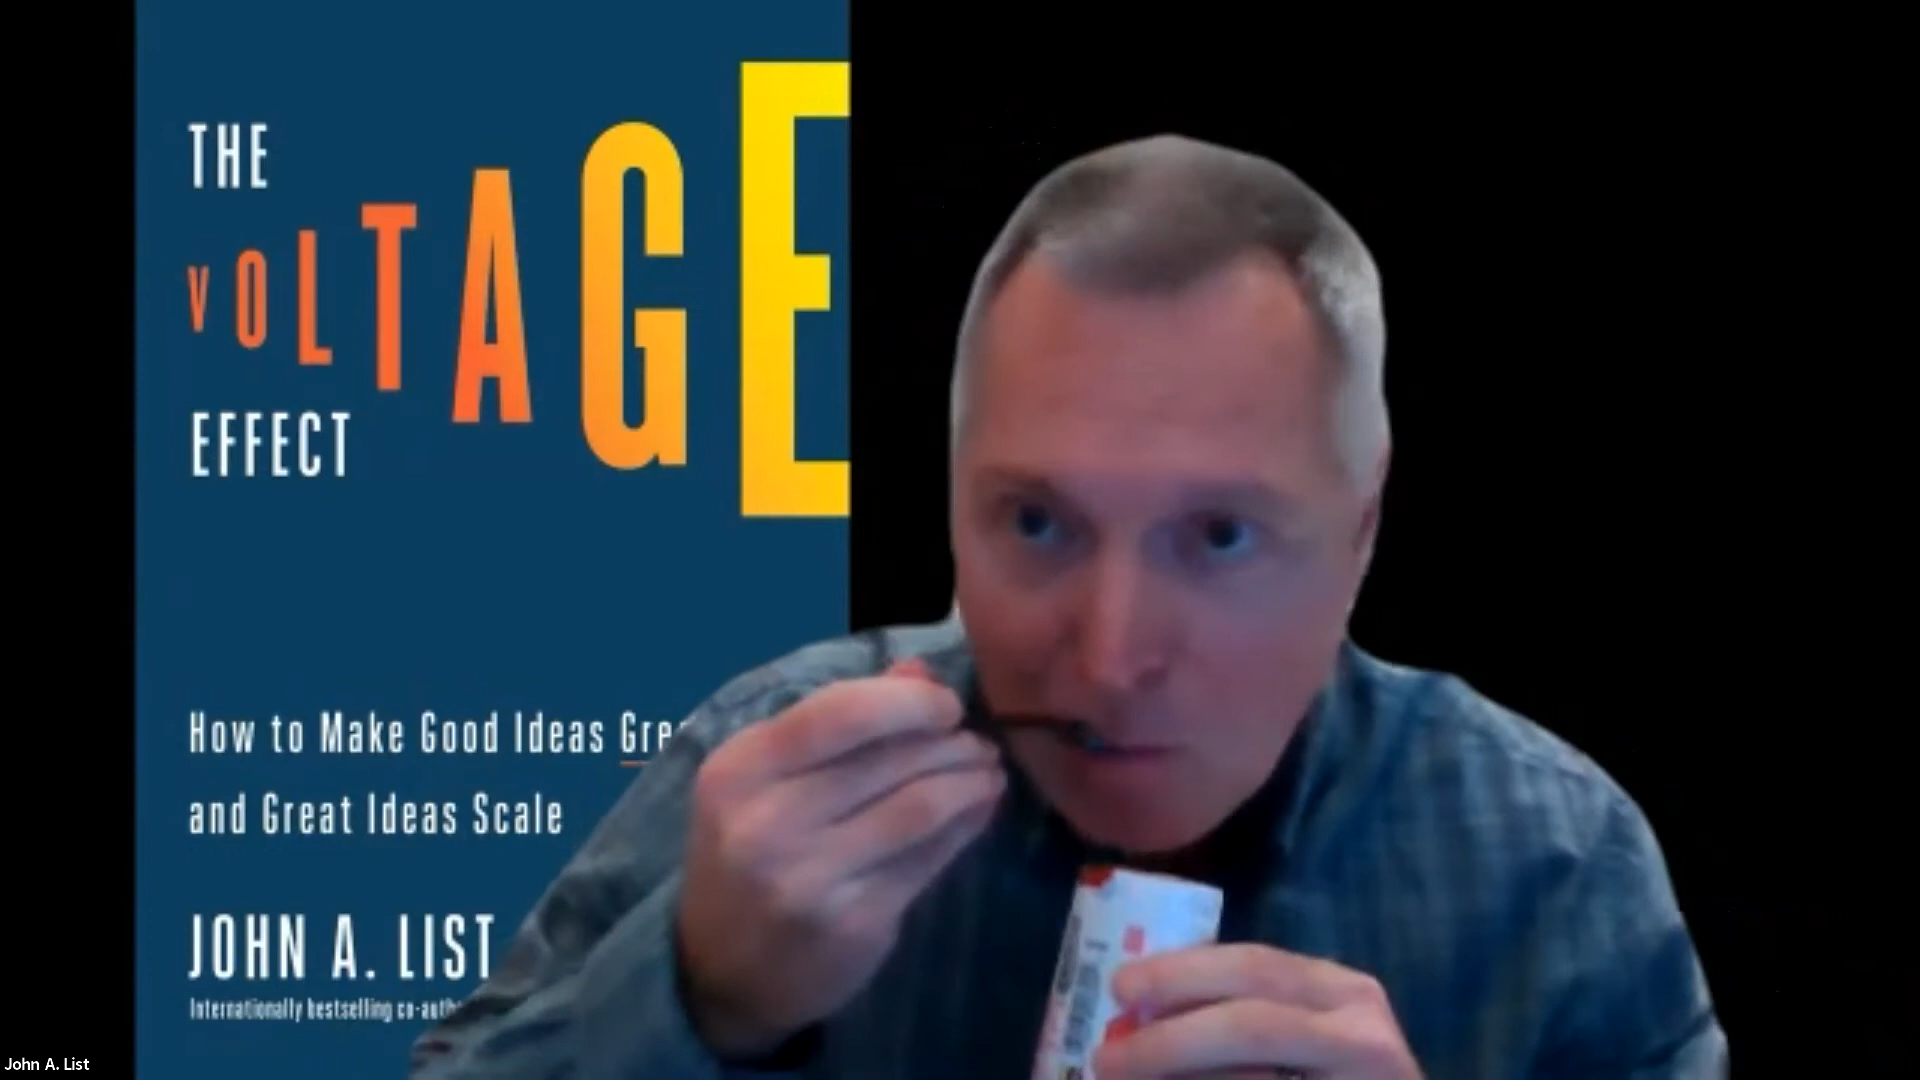 THE
VOLTAGE
EFFECT
How to Make Good Ideas
and Great Ideas Scale
JOHN A. LIST
Internationally bestselling
John A. List